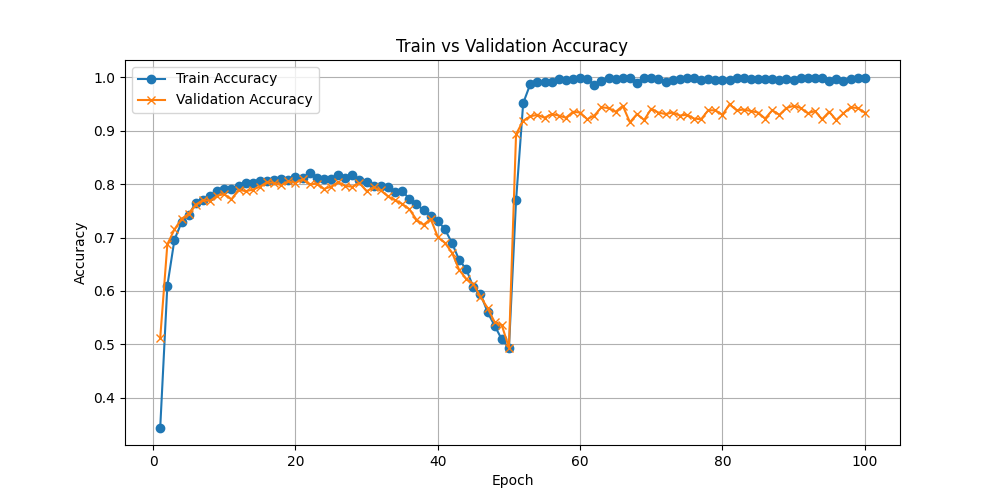 Train vs Validation Accuracy
Train Accuracy
Validation Accuracy
1.0
0.9
0.8
0.7
0.6
0.5
0.4
Accuracy
0 20 40 60 80 100
Epoch